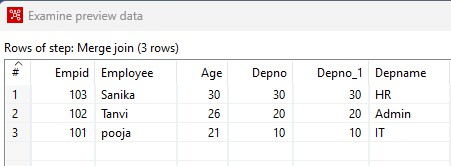 Examine preview data
Rows of step: Merge join (3 rows)
# Empid Employee Age Depno Depno_1 Depname
1 103 Sanika 30 30 30 HR
2 102 Tanvi 26 20 20 Admin
3 101 pooja 21 10 10 IT